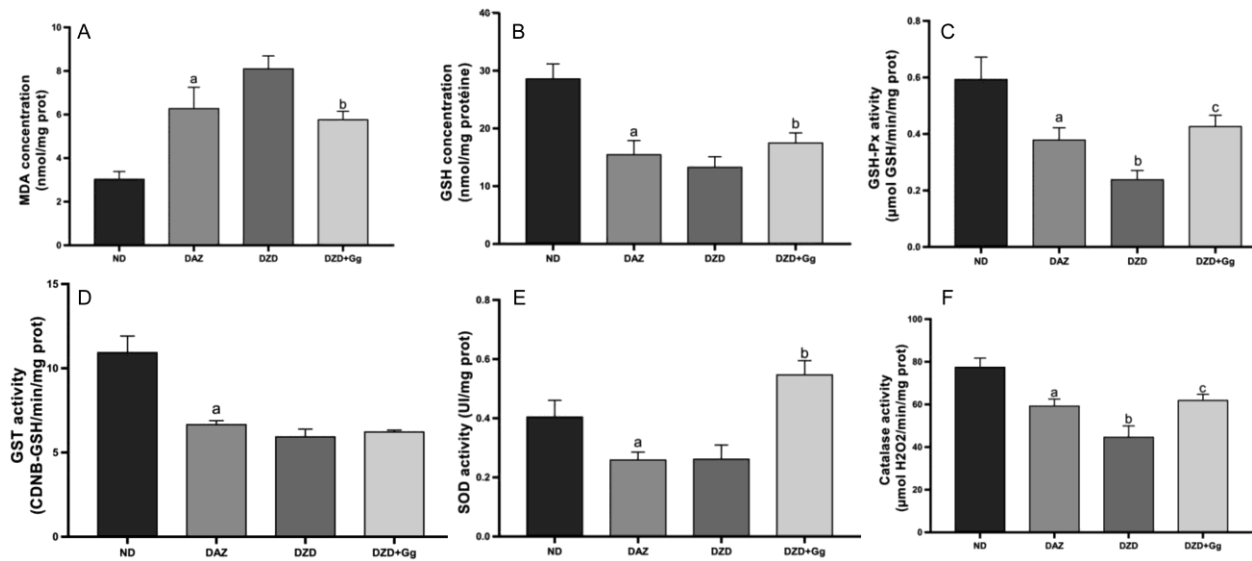 A
MDA concentration
(nmol/mg prot)
10
8
6
4
2
0
a
b
ND DAZ DZD DZD+Gg
B
GSH concentration
(nmol/mg protéine)
40
30
20
10
0
a
b
ND DAZ DZD DZD+Gg
C
GSH-Px ativity
(µmol GSH/min/mg prot)
0.8
0.6
0.4
0.2
0.0
a
b
c
ND DAZ DZD DZD+Gg
D
GST activity
(CDNB-GSH/min/mg prot)
15
10
5
0
a
ND DAZ DZD DZD+Gg
E
SOD activity (UI/mg prot)
0.8
0.6
0.4
0.2
0.0
a
b
ND DAZ DZD DZD+Gg
F
Catalase activity
(µmol H2O2/min/mg prot)
100
80
60
40
20
0
a
b
c
ND DAZ DZD DZD+Gg